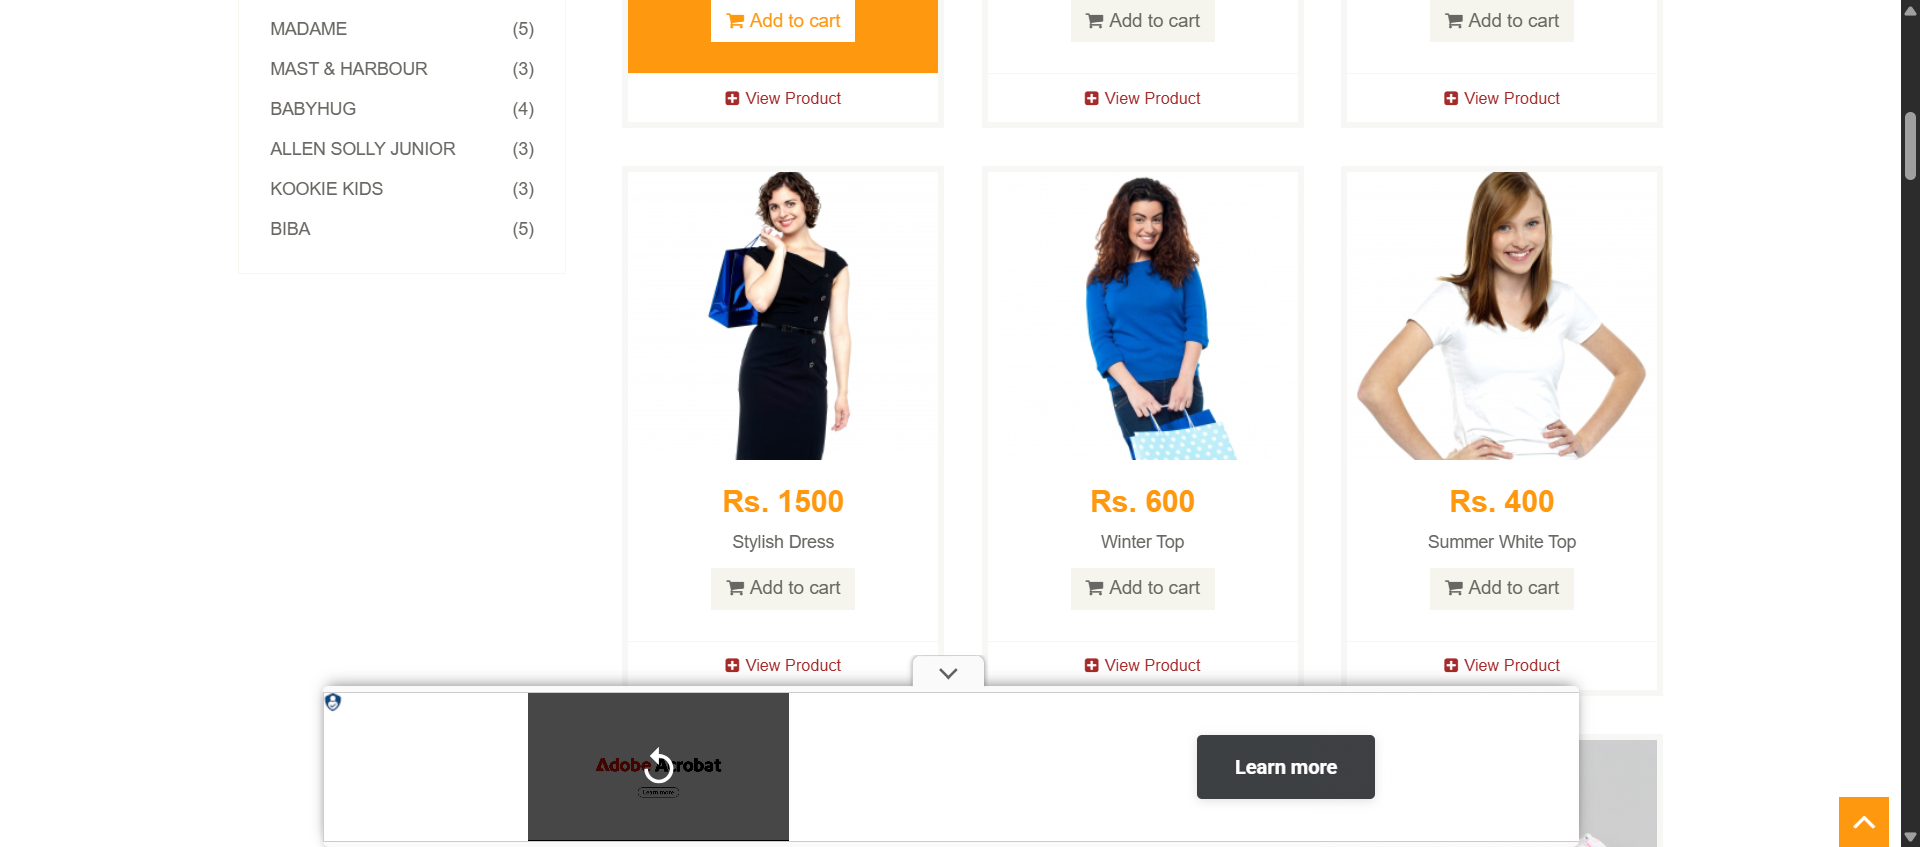 MADAME (5)
MAST & HARBOUR (3)
BABYHUG (4)
ALLEN SOLLY JUNIOR (3)
KOOKIE KIDS (3)
BIBA (5)
Add to cart Add to cart Add to cart
View Product View Product View Product
Rs. 1500 Rs. 600 Rs. 400
Stylish Dress Winter Top Summer White Top
Add to cart Add to cart Add to cart
View Product View Product View Product
Adobe Acrobat
Learn more
Learn more